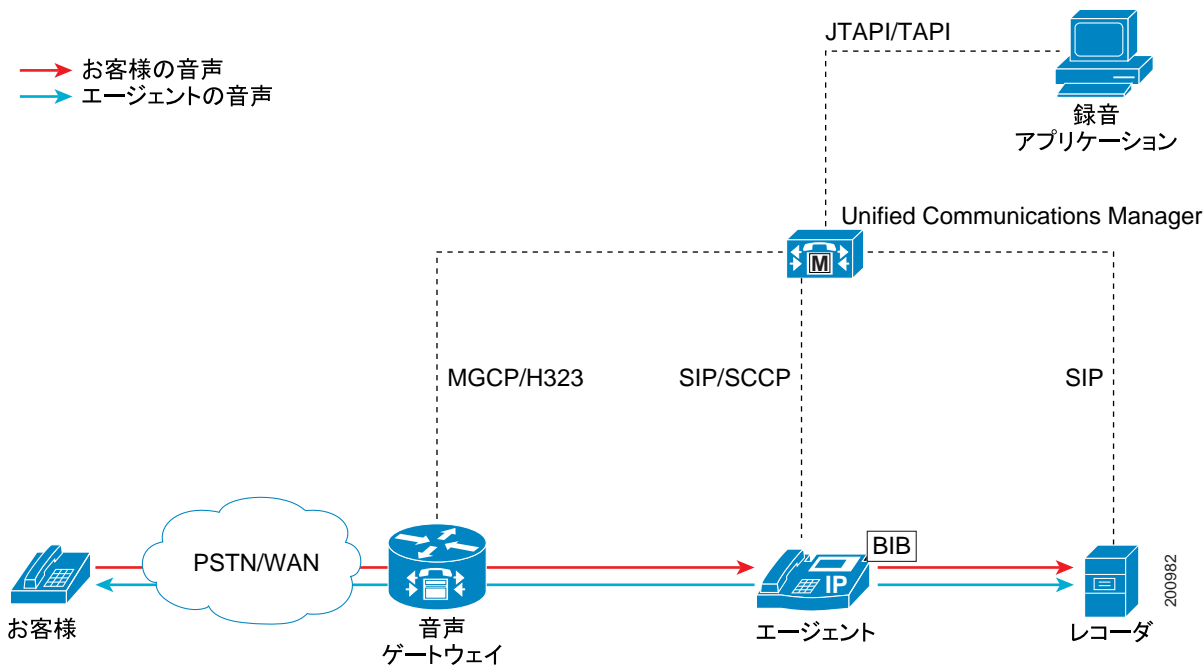 JTAPI/TAPI
お客様の音声
エージェントの音声
録音
アプリケーション
Unified Communications Manager
M
MGCP/H323
SIP/SCCP
SIP
PSTN/WAN
BIB
IP
200982
お客様
音声
ゲートウェイ
エージェント
レコーダ